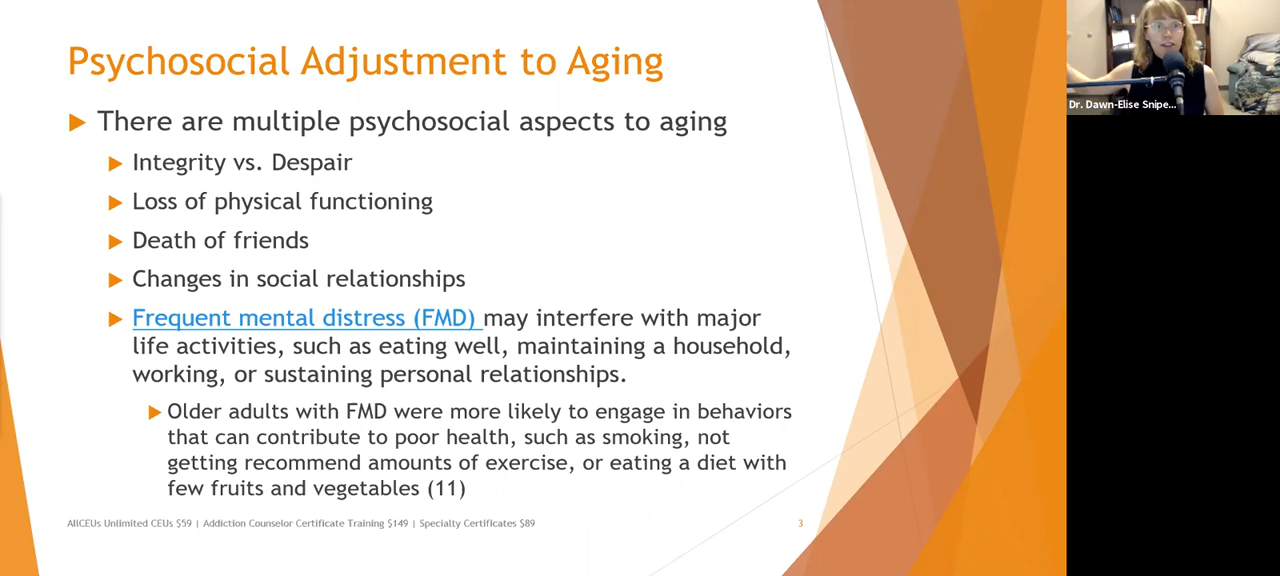 Psychosocial Adjustment to Aging
There are multiple psychosocial aspects to aging
Integrity vs. Despair
Loss of physical functioning
Death of friends
Changes in social relationships
Frequent mental distress (FMD) may interfere with major
life activities, such as eating well, maintaining a household,
working, or sustaining personal relationships.
Older adults with FMD were more likely to engage in behaviors
that can contribute to poor health, such as smoking, not
getting recommend amounts of exercise, or eating a diet with
few fruits and vegetables (11)
AllCEUs Unlimited CEUs $59 | Addiction Counselor Certificate Training $149 | Specialty Certificates $89
3
Dr. Dawn-Elise Snipe...